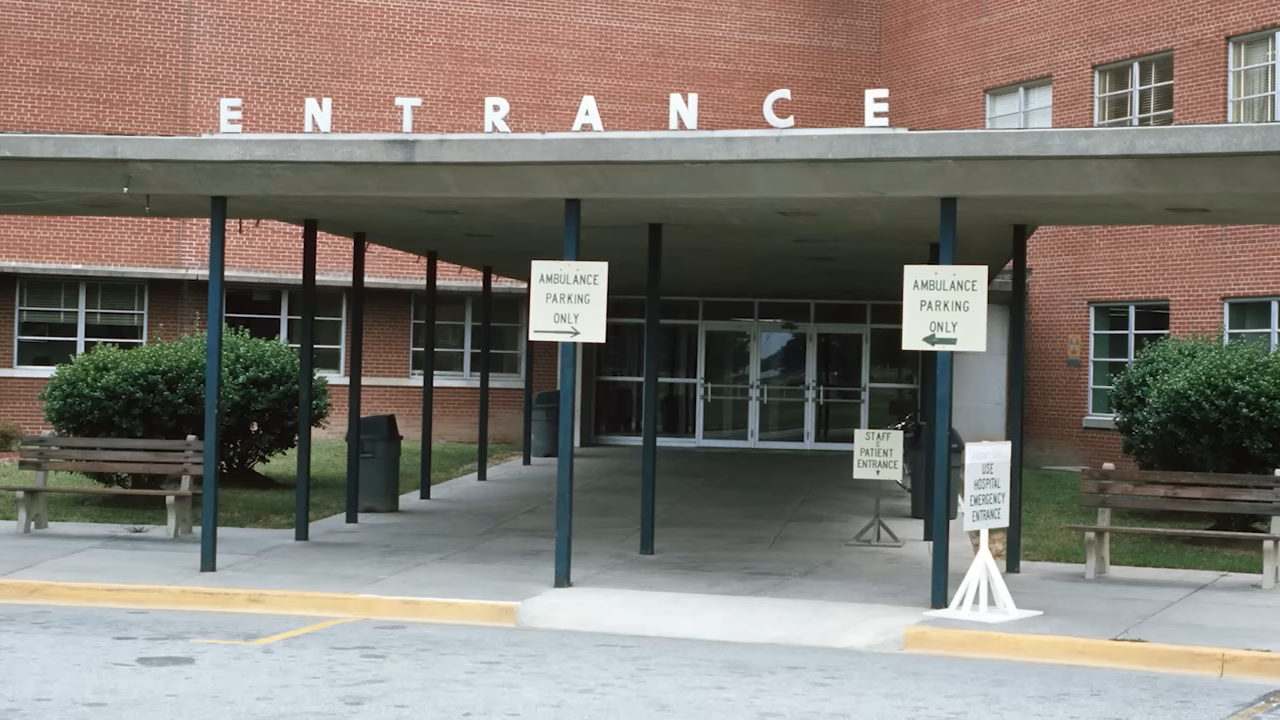 ENTRANCE
AMBULANCE
PARKING
ONLY
AMBULANCE
PARKING
ONLY
STAFF
&
PATIENT
ENTRANCE
USE
HOSPITAL
EMERGENCY
ENTRANCE